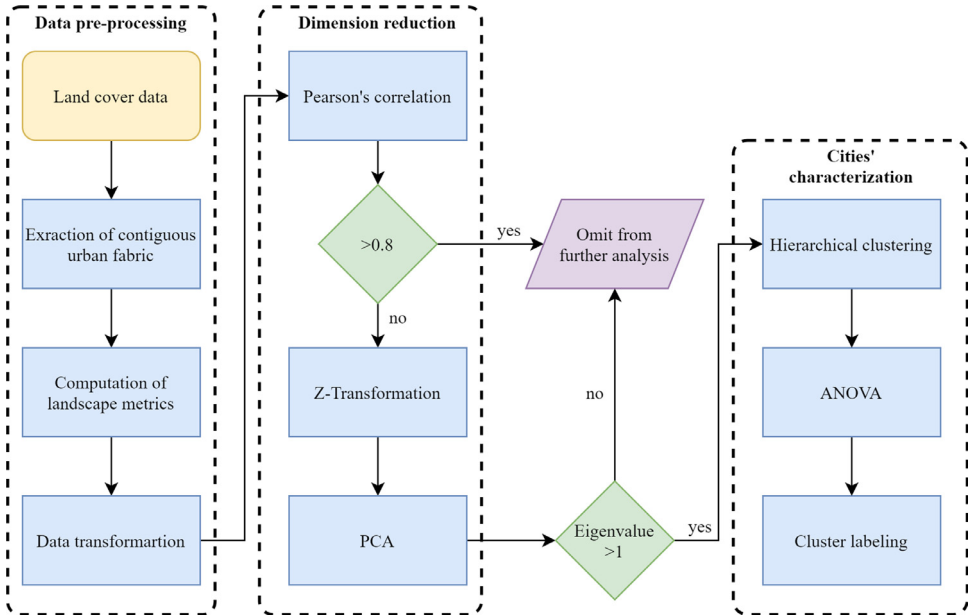 Data pre-processing
Land cover data
Exraction of contiguous
urban fabric
Computation of
landscape metrics
Data transformartion
Dimension reduction
Pearson's correlation
>0.8
yes
no
Z-Transformation
PCA
Omit from
further analysis
no
Eigenvalue
>1
yes
Cities'
characterization
Hierarchical clustering
ANOVA
Cluster labeling